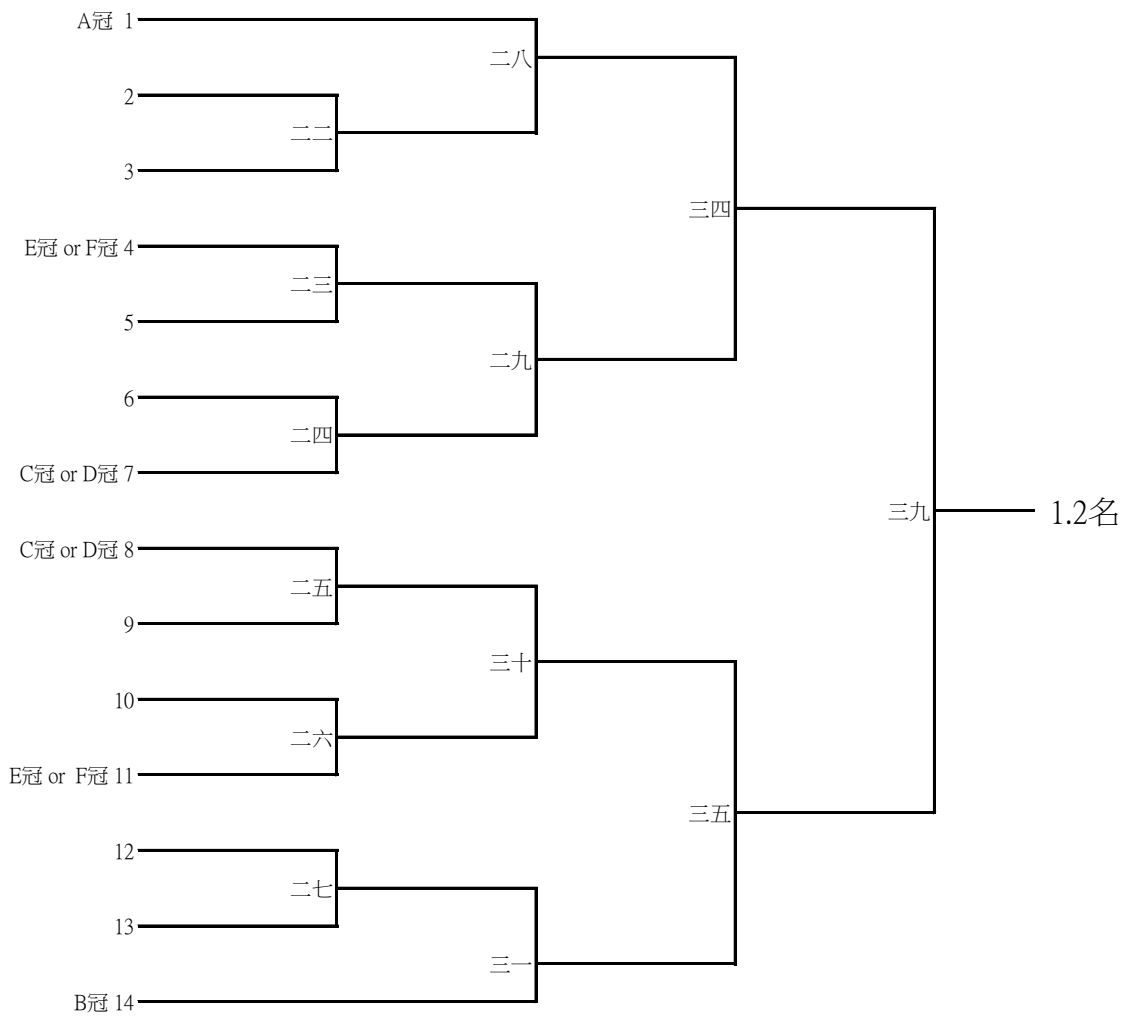 A冠 1
二八
2
二二
3
三四
E冠 or F冠 4
二三
5
二九
6
二四
C冠 or D冠 7
三九
1.2名
C冠 or D冠 8
二五
9
三十
10
二六
E冠 or F冠 11
三五
12
二七
13
三一
B冠 14